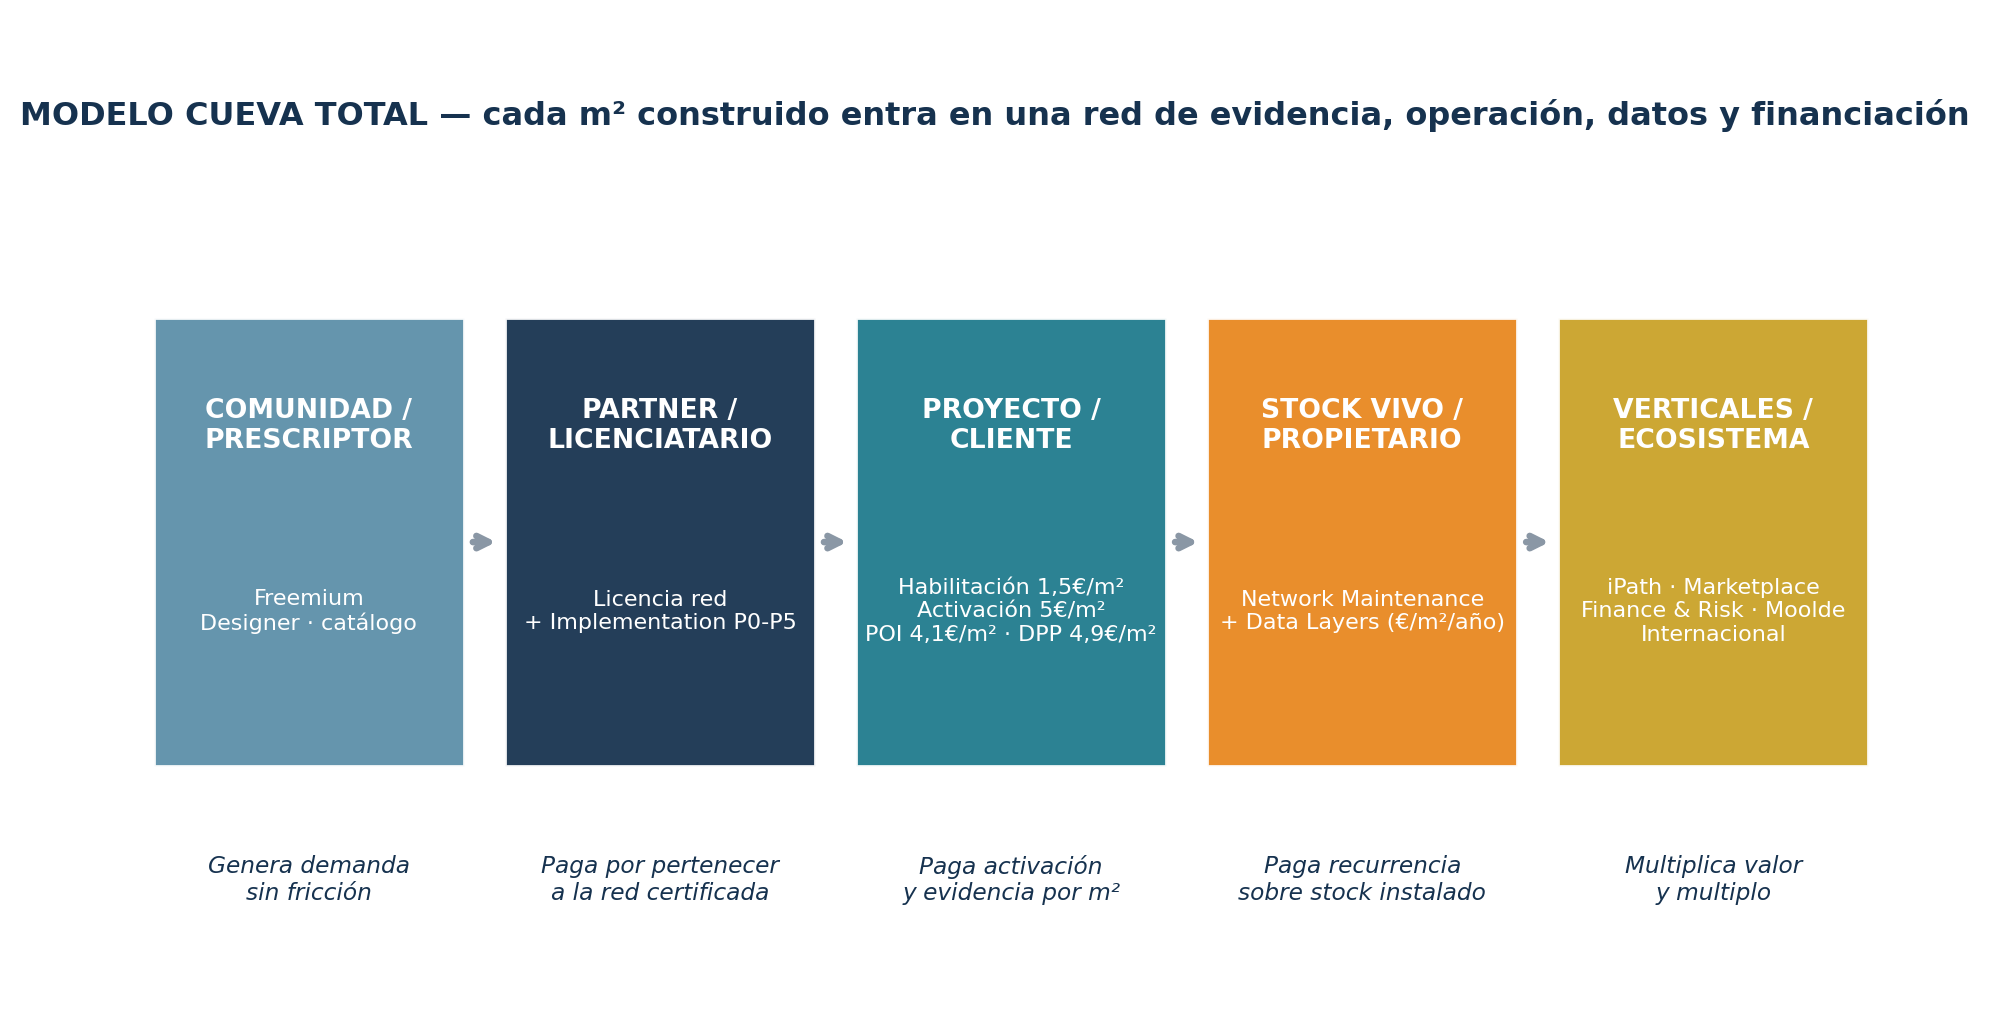 MODELO CUEVA TOTAL — cada m² construido entra en una red de evidencia, operación, datos y financiación
COMUNIDAD /
PRESCRIPTOR
Freemium
Designer · catálogo
Genera demanda
sin fricción
PARTNER /
LICENCIATARIO
Licencia red
+ Implementation P0-P5
Paga por pertenecer
a la red certificada
PROYECTO /
CLIENTE
Habilitación 1,5€/m²
Activación 5€/m²
POI 4,1€/m² · DPP 4,9€/m²
Paga activación
y evidencia por m²
STOCK VIVO /
PROPIETARIO
Network Maintenance
+ Data Layers (€/m²/año)
Paga recurrencia
sobre stock instalado
VERTICALES /
ECOSISTEMA
iPath · Marketplace
Finance & Risk · Moolde
Internacional
Multiplica valor
y multiplo